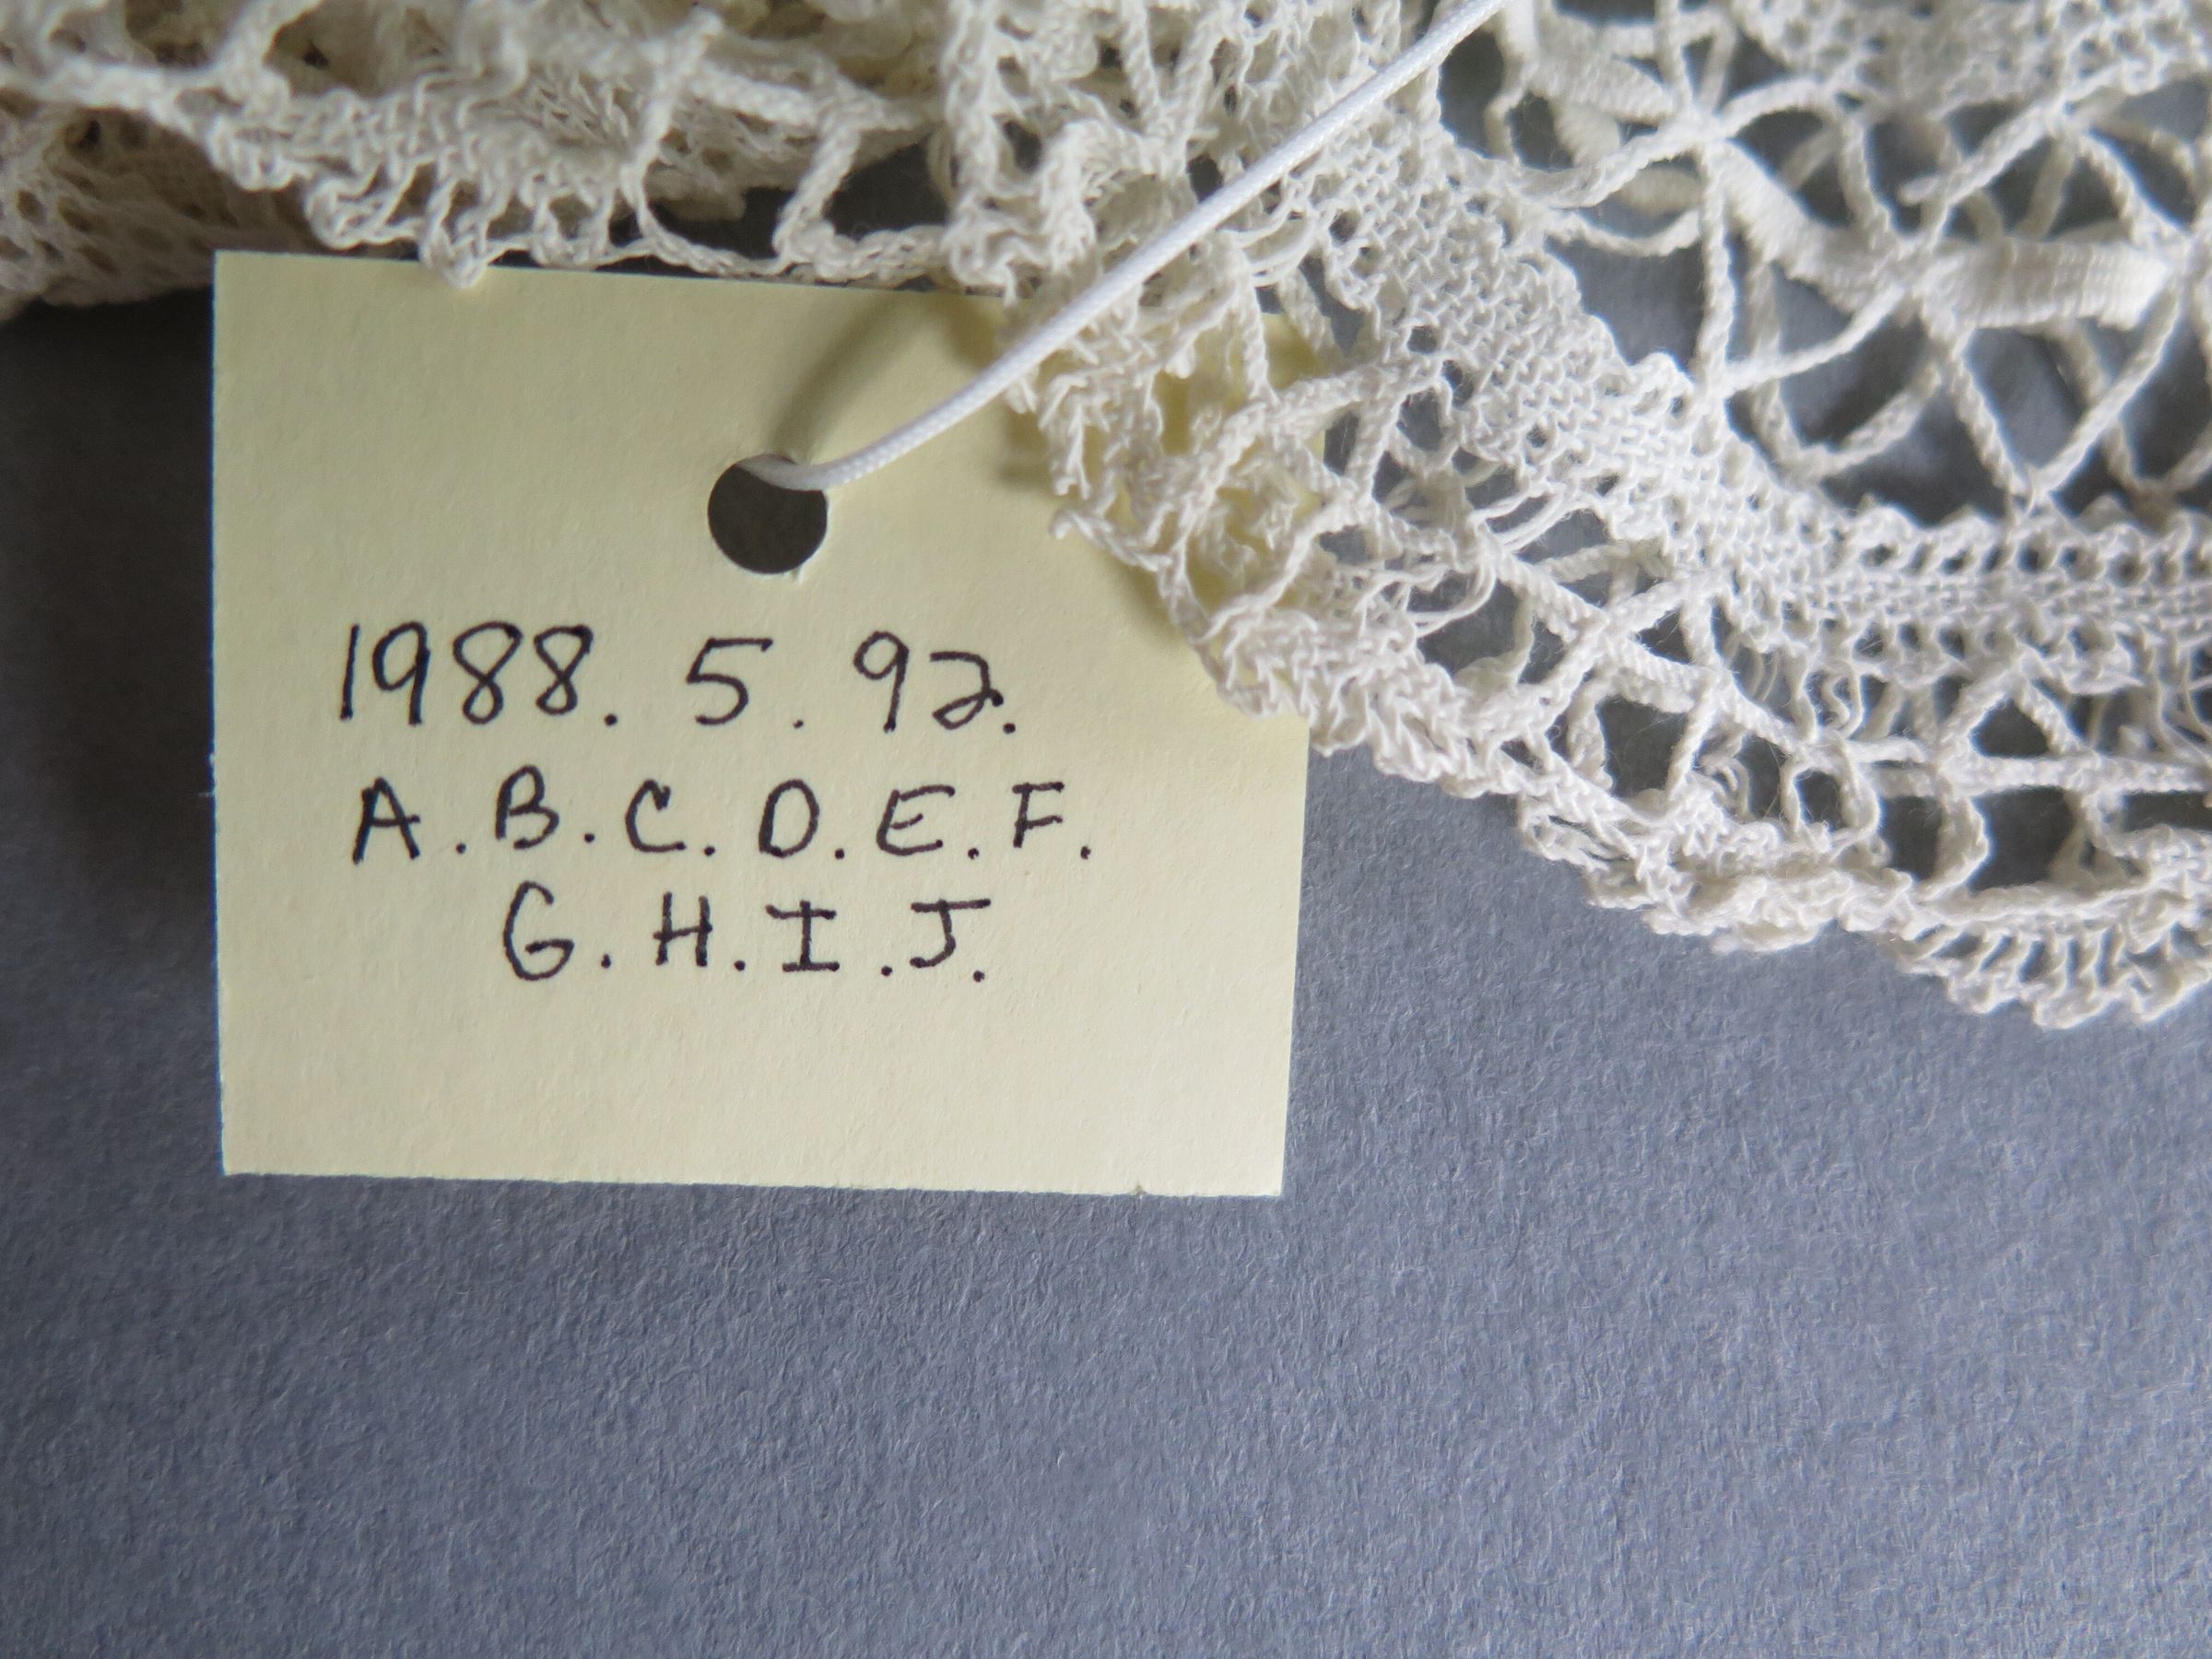 1988. 5. 92.
A. B. C. D. E. F.
G. H. I. J.